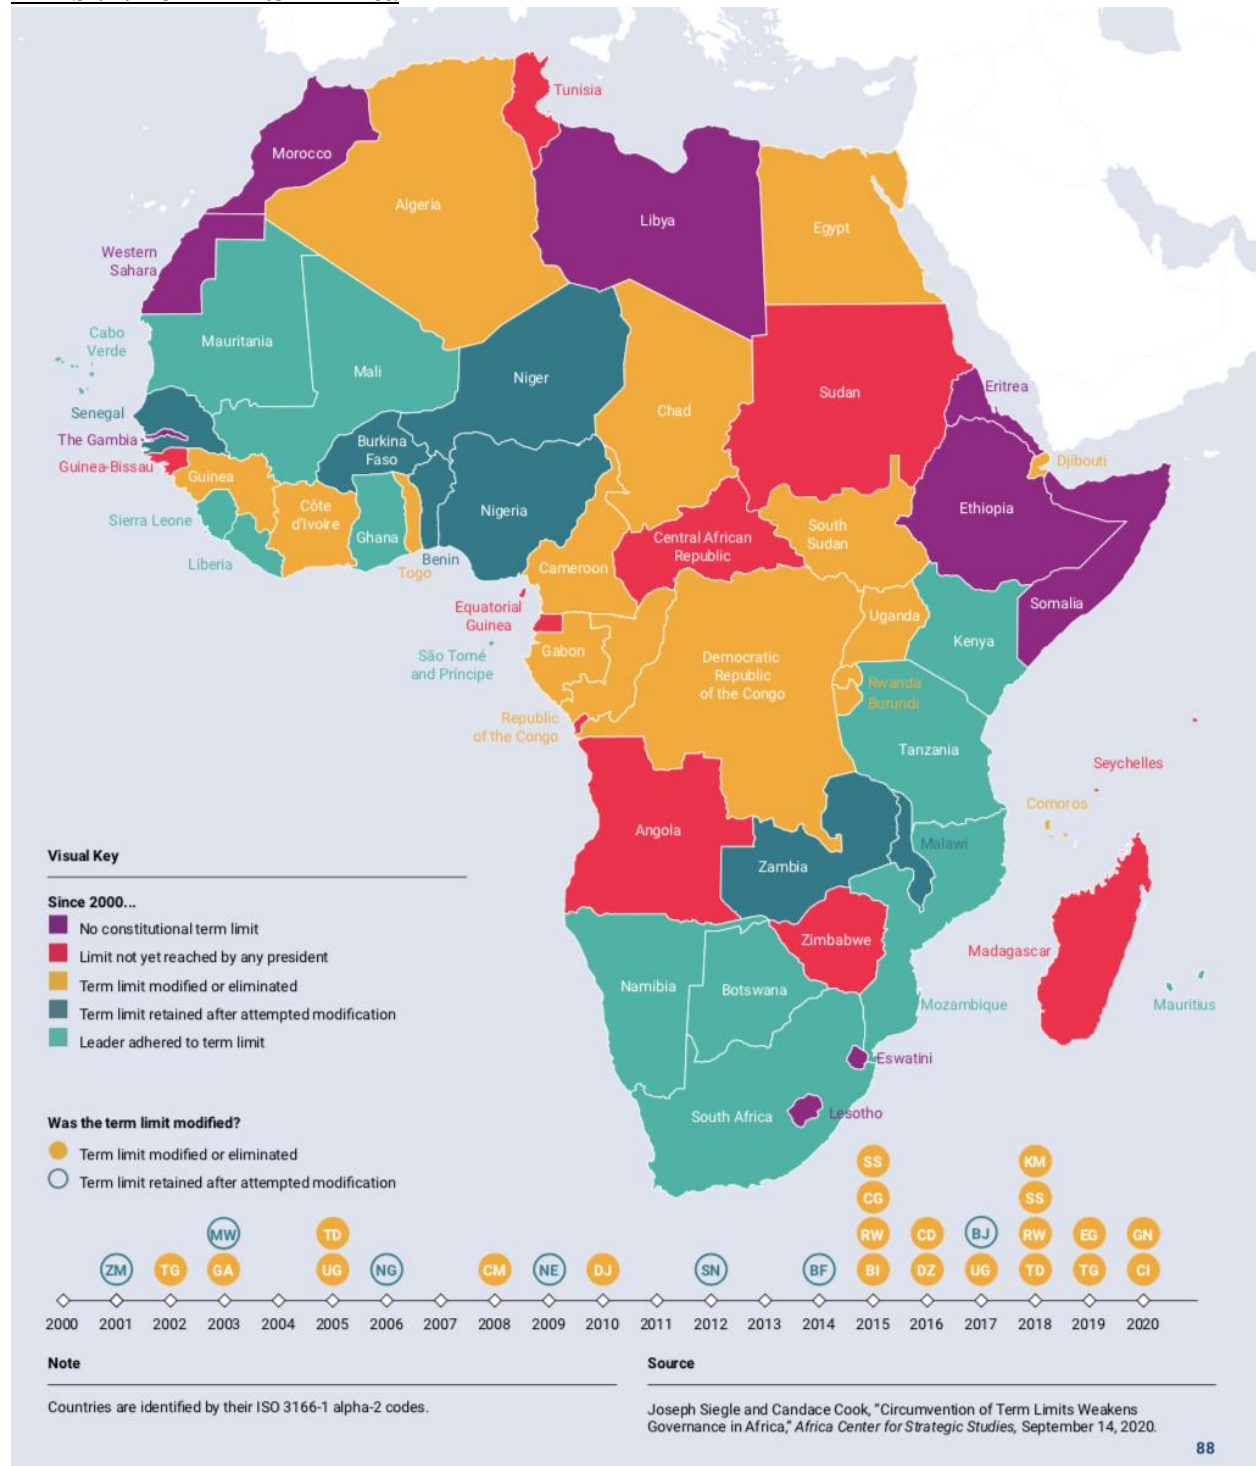 Tunisia
Morocco
Algeria
Libya
Egypt
Western
Sahara
Cabo
Verde
Mauritania
Mali
Niger
Chad
Sudan
Eritrea
Senegal
The Gambia
Guinea-Bissau
Burkina
Faso
Guinea
Djibouti
Sierra Leone
Côte
d'Ivoire
Ghana
Nigeria
Ethiopia
Liberia
Togo
Benin
Cameroon
Central African
Republic
South
Sudan
Equatorial
Guinea
Somalia
Uganda
Kenya
São Tomé
and Príncipe
Gabon
Democratic
Republic
of the Congo
Rwanda
Burundi
Republic
of the Congo
Tanzania
Seychelles
Comoros
Angola
Malawi
Zambia
Zimbabwe
Madagascar
Namibia
Botswana
Mozambique
Mauritius
Eswatini
South Africa
Lesotho
Visual Key
Since 2000...
No constitutional term limit
Limit not yet reached by any president
Term limit modified or eliminated
Term limit retained after attempted modification
Leader adhered to term limit
Was the term limit modified?
Term limit modified or eliminated
Term limit retained after attempted modification
SS KM
CG SS
MW TD RW CD BJ RW EG GN
ZM TG GA UG NG CM NE DJ SN BF BI DZ UG TD TG CI
2000 2001 2002 2003 2004 2005 2006 2007 2008 2009 2010 2011 2012 2013 2014 2015 2016 2017 2018 2019 2020
Note
Countries are identified by their ISO 3166-1 alpha-2 codes.
Source
Joseph Siegle and Candace Cook, "Circumvention of Term Limits Weakens
Governance in Africa," Africa Center for Strategic Studies, September 14, 2020.
88